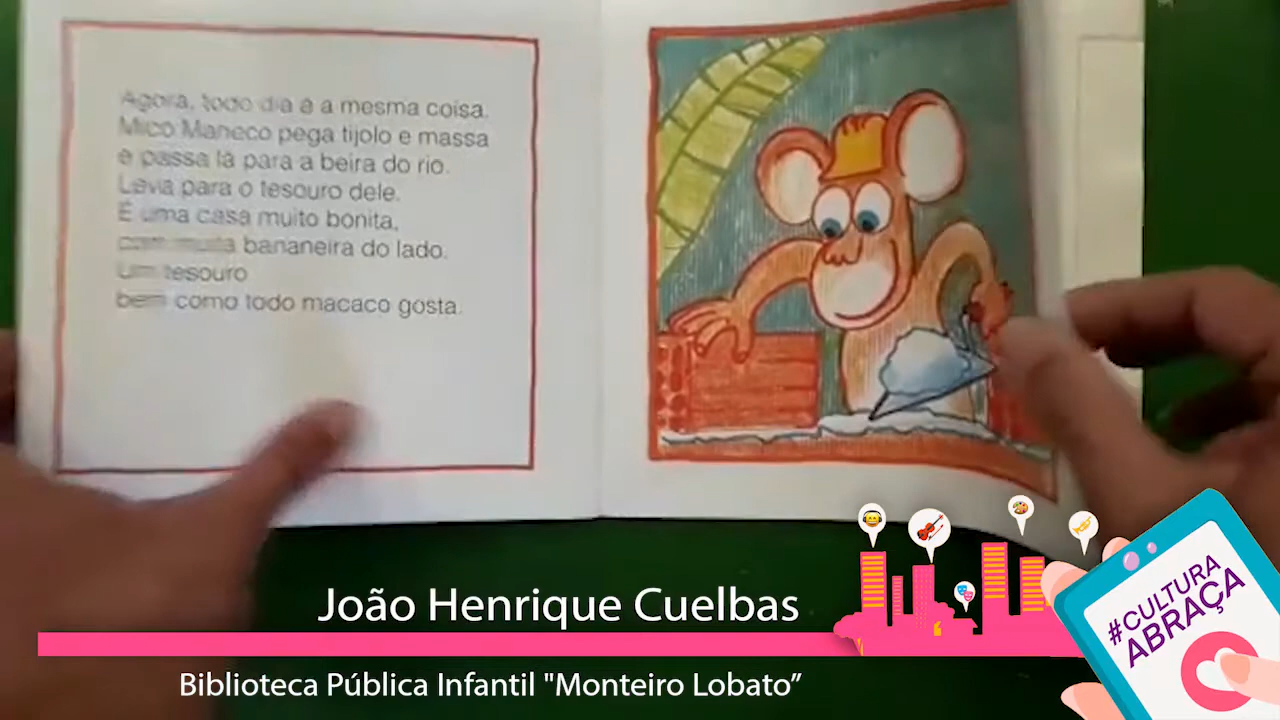 Agora, todo dia é a mesma coisa.
Mico Maneco pega tijolo e massa
e passa lá para a beira do rio.
Leva para o tesouro dele.
É uma casa muito bonita,
com muita bananeira do lado.
um tesouro
bem como todo macaco gosta.
João Henrique Cuelbas
Biblioteca Pública Infantil "Monteiro Lobato”
#CULTURA
ABRAÇA